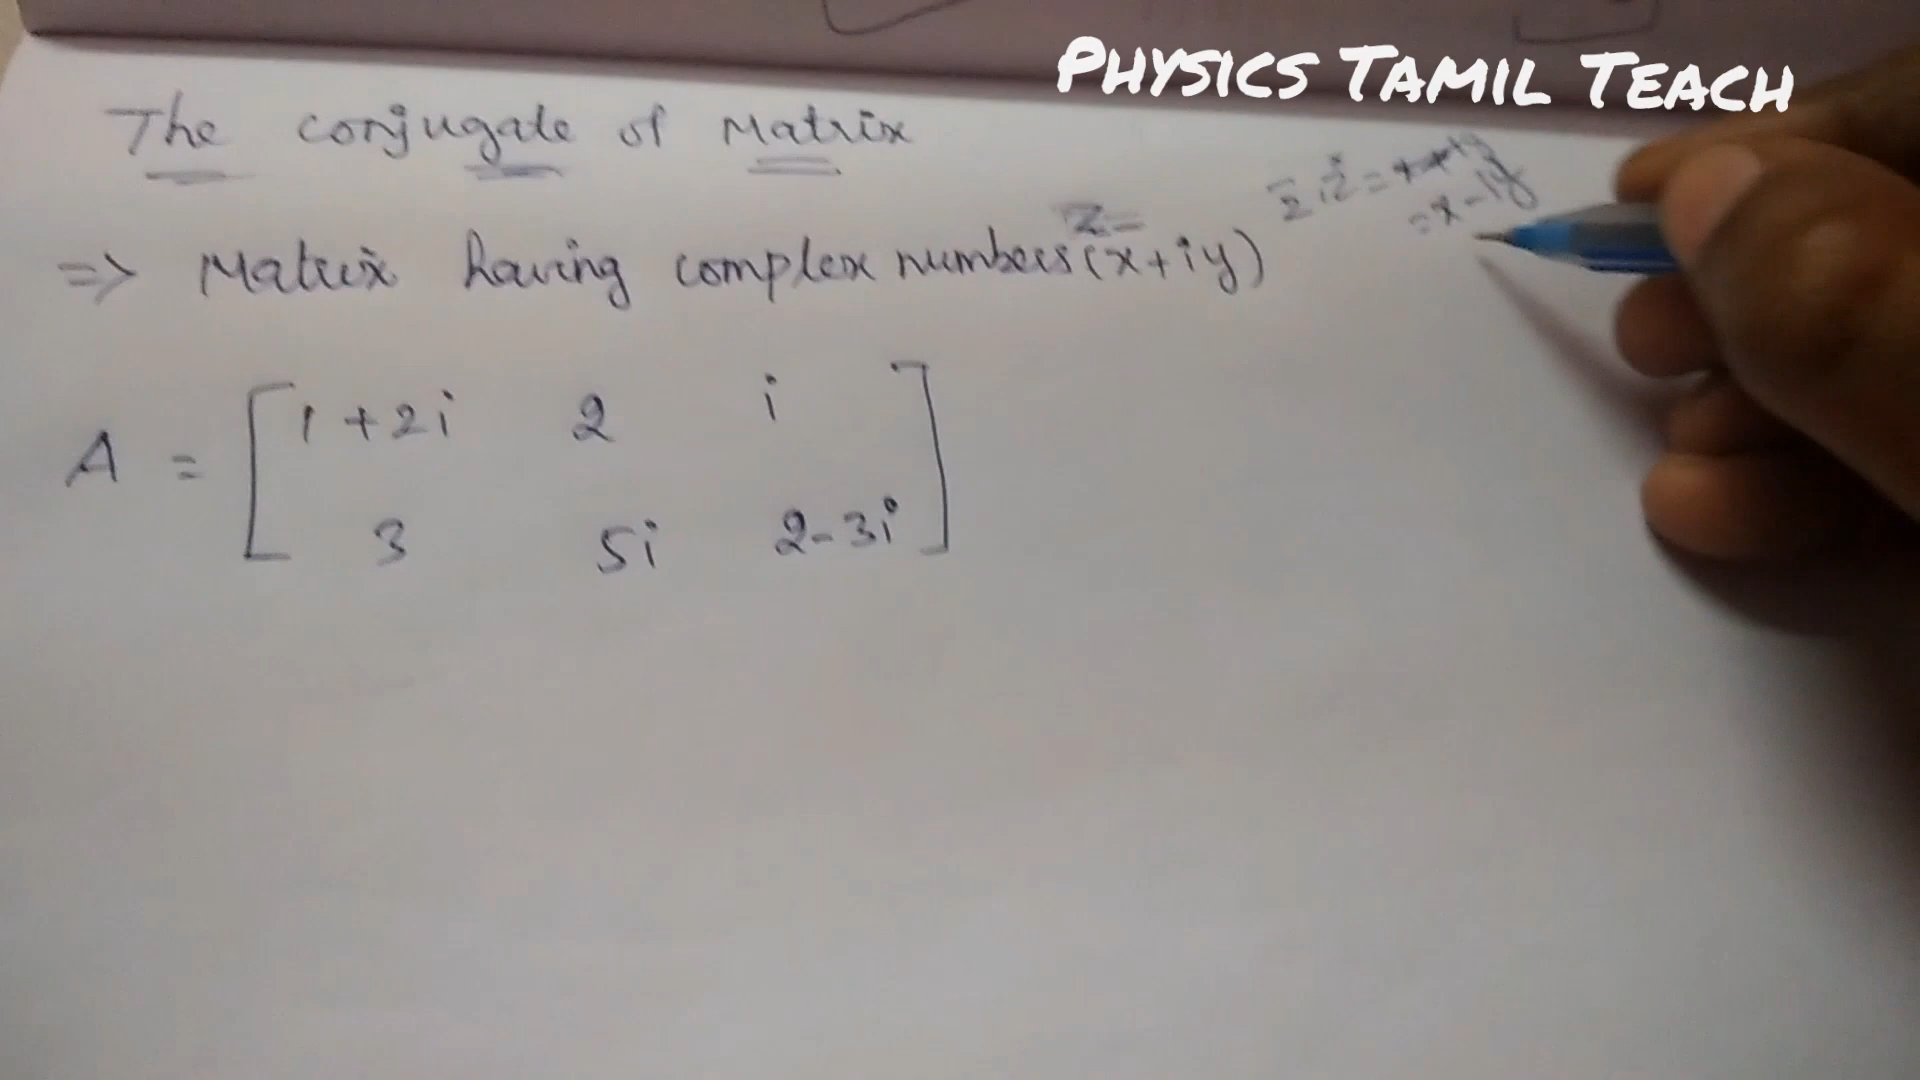 PHYSICS TAMIL TEACH
The conjugate of Matrix
z̄ z* =
= x - iy
z =
=> Matrix having complex numbers (x+iy)
A = [ 1+2i 2 i
3 5i 2-3i ]